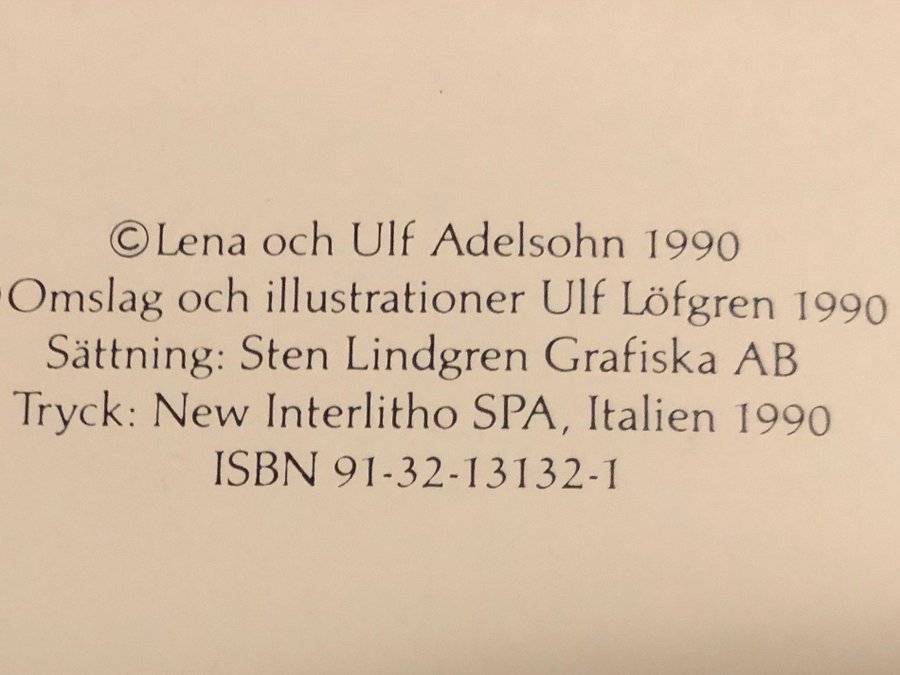 ©Lena och Ulf Adelsohn 1990
Omslag och illustrationer Ulf Löfgren 1990
Sättning: Sten Lindgren Grafiska AB
Tryck: New Interlitho SPA, Italien 1990
ISBN 91-32-13132-1